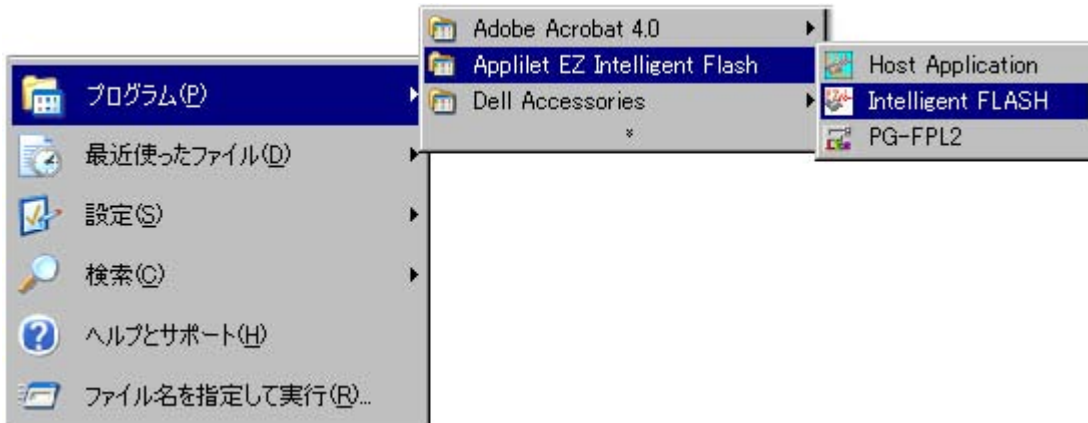 プログラム(P)
最近使ったファイル(D)
設定(S)
検索(C)
ヘルプとサポート(H)
ファイル名を指定して実行(R)...
Adobe Acrobat 4.0
Applilet EZ Intelligent Flash
Dell Accessories
Host Application
Intelligent FLASH
PG-FPL2